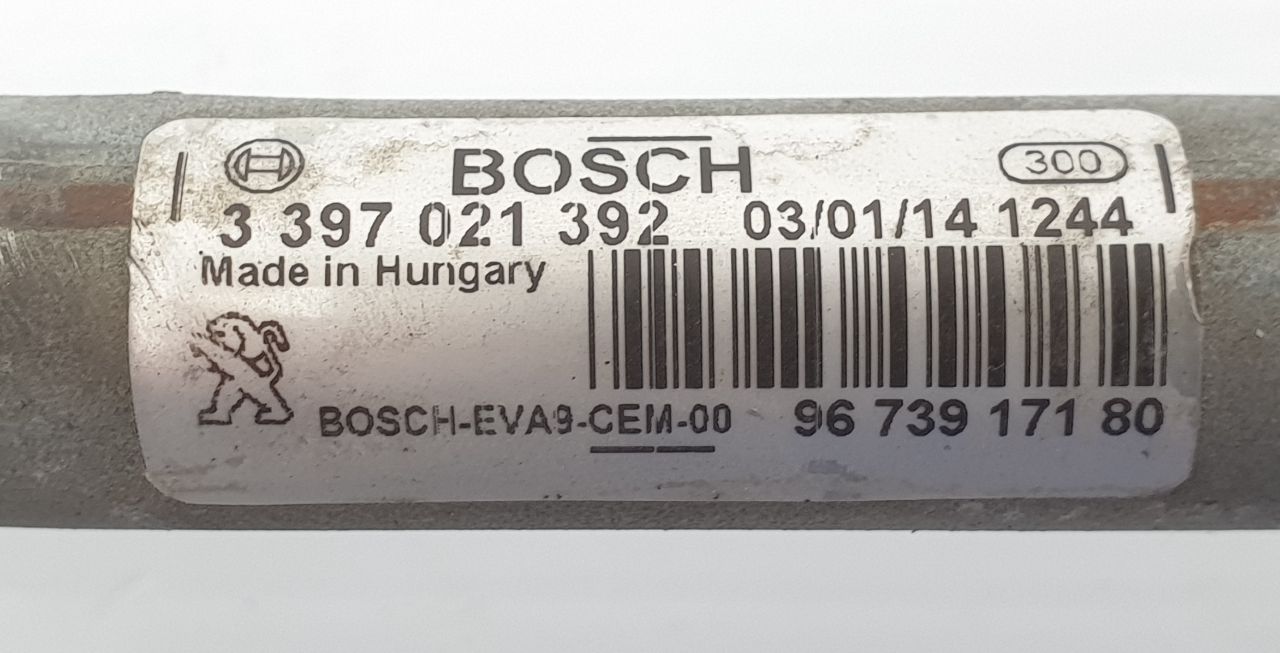 BOSCH 300
3 397 021 392 03/01/14 1244
Made in Hungary
BOSCH-EVA9-CEM-00 96 739 171 80